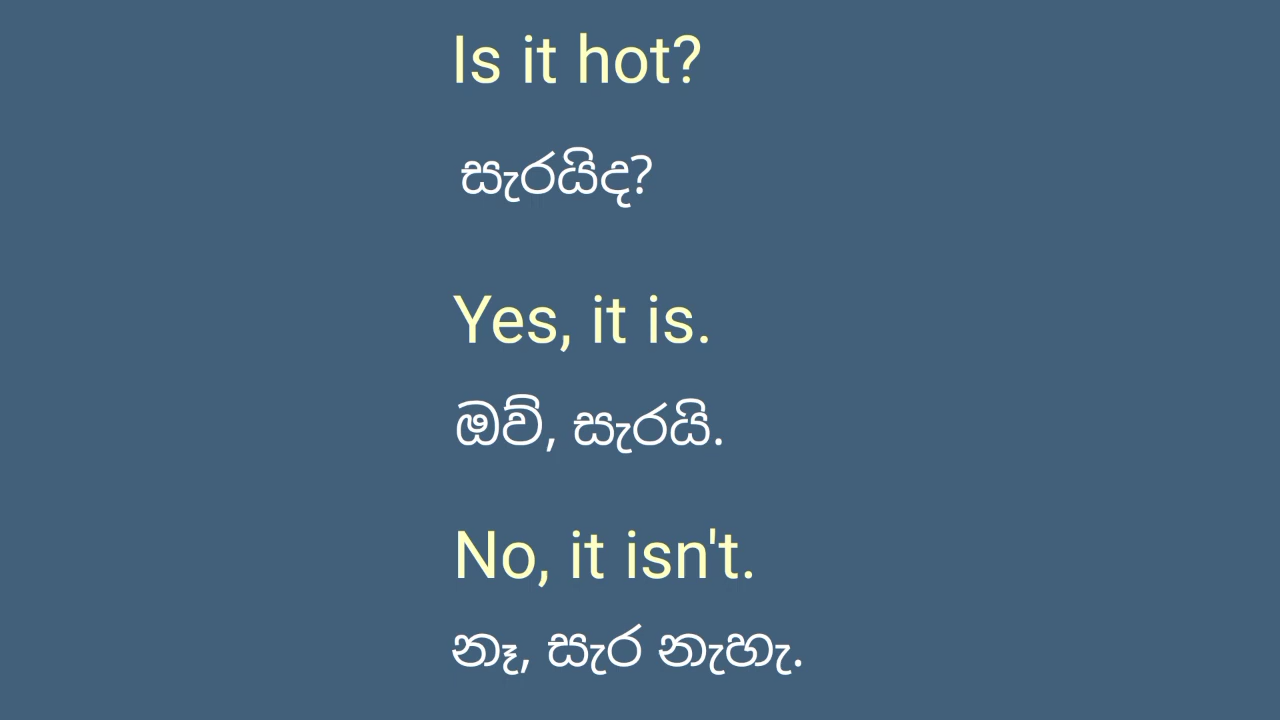 Is it hot?
සැරයිද?
Yes, it is.
ඔව්, සැරයි.
No, it isn't.
නෑ, සැර නැහැ.